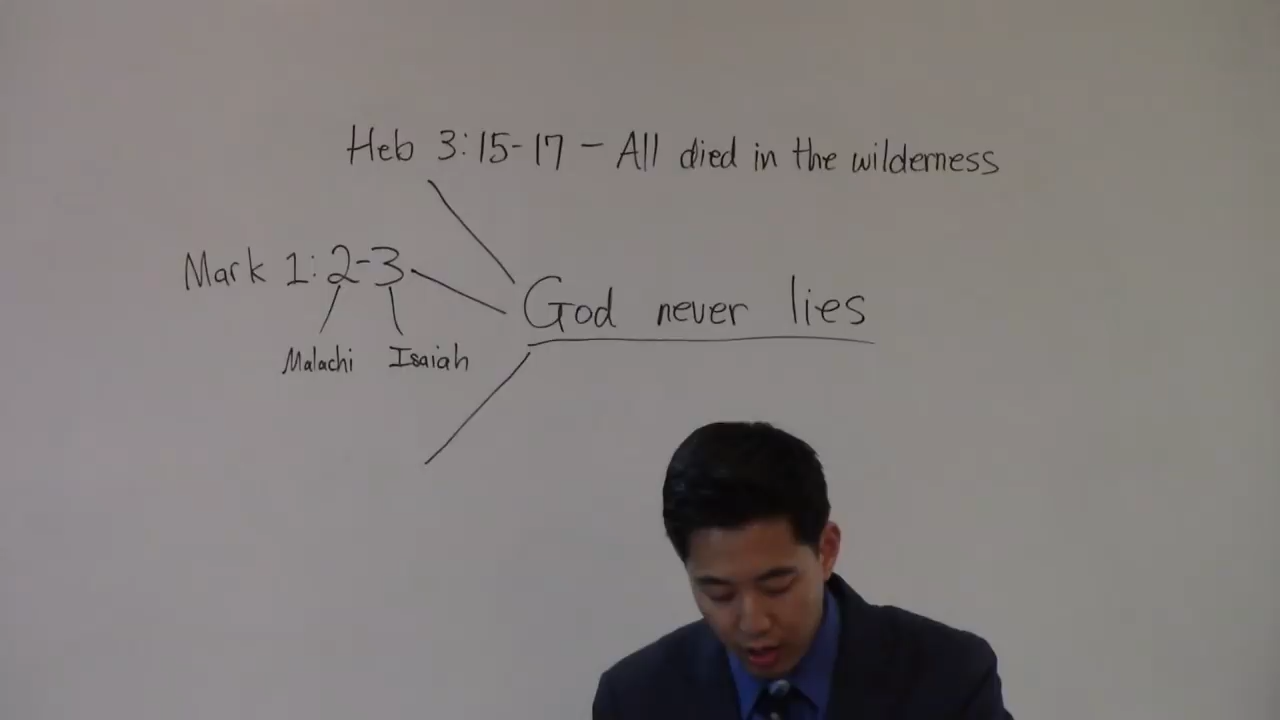 Heb 3:15-17 - All died in the wilderness
Mark 1:2-3
God never lies
Malachi Isaiah